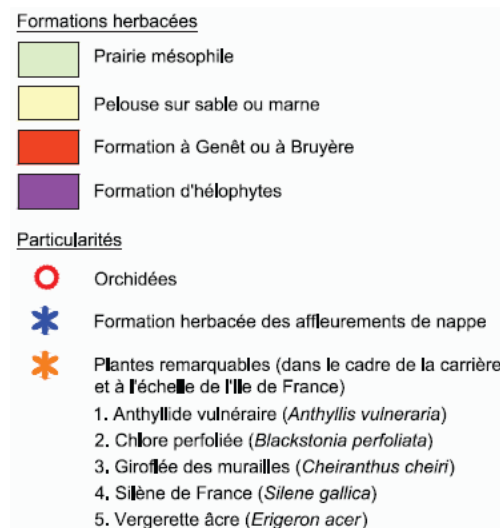 Formations herbacées
Prairie mésophile
Pelouse sur sable ou marne
Formation à Genêt ou à Bruyère
Formation d'hélophytes
Particularités
Orchidées
Formation herbacée des affleurements de nappe
Plantes remarquables (dans le cadre de la carrière
et à l'échelle de l'Ile de France)
1. Anthyllide vulnéraire (Anthyllis vulneraria)
2. Chlore perfoliée (Blackstonia perfoliata)
3. Giroflée des murailles (Cheiranthus cheiri)
4. Silène de France (Silene gallica)
5. Vergerette âcre (Erigeron acer)